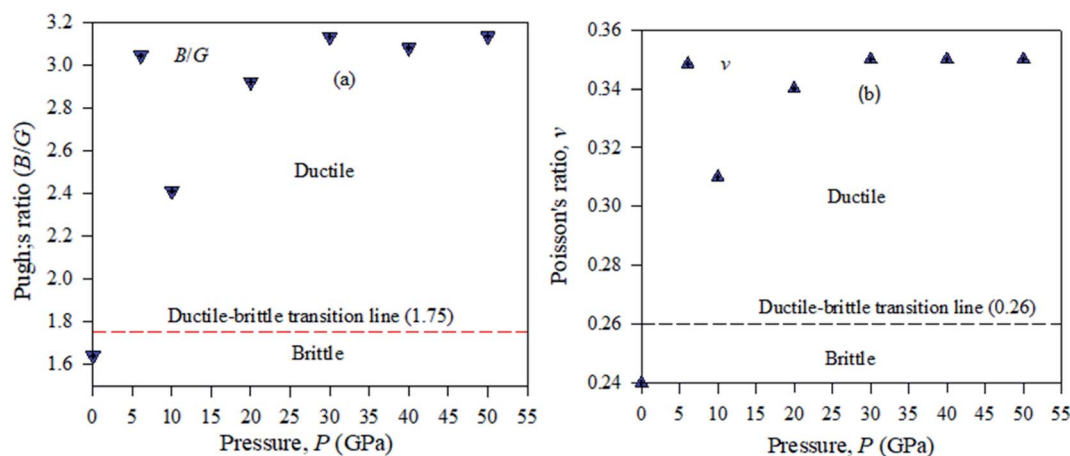 3.2
3.0
2.8
2.6
2.4
2.2
2.0
1.8
1.6
Pugh;s ratio (B/G)
B/G
(a)
Ductile
Ductile-brittle transition line (1.75)
Brittle
0 5 10 15 20 25 30 35 40 45 50 55
Pressure, P (GPa)
0.36
0.34
0.32
0.30
0.28
0.26
0.24
Poisson's ratio, v
v
(b)
Ductile
Ductile-brittle transition line (0.26)
Brittle
0 5 10 15 20 25 30 35 40 45 50 55
Pressure, P (GPa)